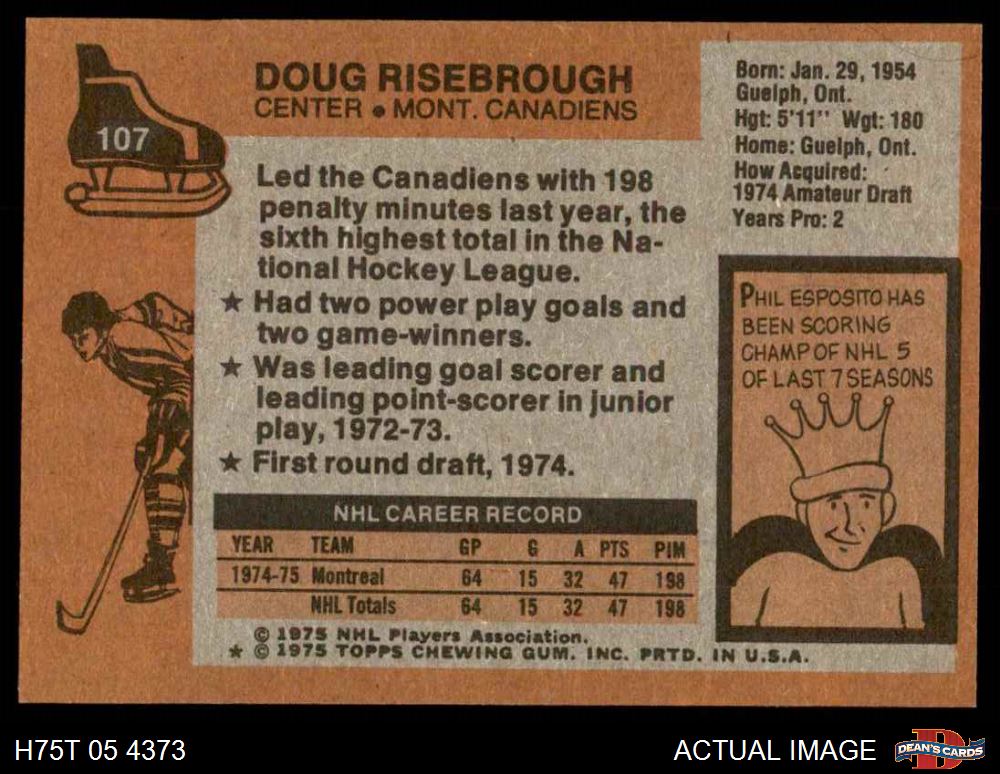 107
DOUG RISEBROUGH
CENTER • MONT. CANADIENS
Born: Jan. 29, 1954
Guelph, Ont.
Hgt: 5'11" Wgt: 180
Home: Guelph, Ont.
How Acquired:
1974 Amateur Draft
Years Pro: 2
Led the Canadiens with 198
penalty minutes last year, the
sixth highest total in the Na-
tional Hockey League.
★ Had two power play goals and
two game-winners.
★ Was leading goal scorer and
leading point-scorer in junior
play, 1972-73.
★ First round draft, 1974.
PHIL ESPOSITO HAS
BEEN SCORING
CHAMP OF NHL 5
OF LAST 7 SEASONS
NHL CAREER RECORD
YEAR TEAM GP G A PTS PIM
1974-75 Montreal 64 15 32 47 198
NHL Totals 64 15 32 47 198
© 1975 NHL Players Association.
* © 1975 TOPPS CHEWING GUM. INC. PRTD. IN U.S.A.
H75T 05 4373
ACTUAL IMAGE
D
DEAN'S CARDS